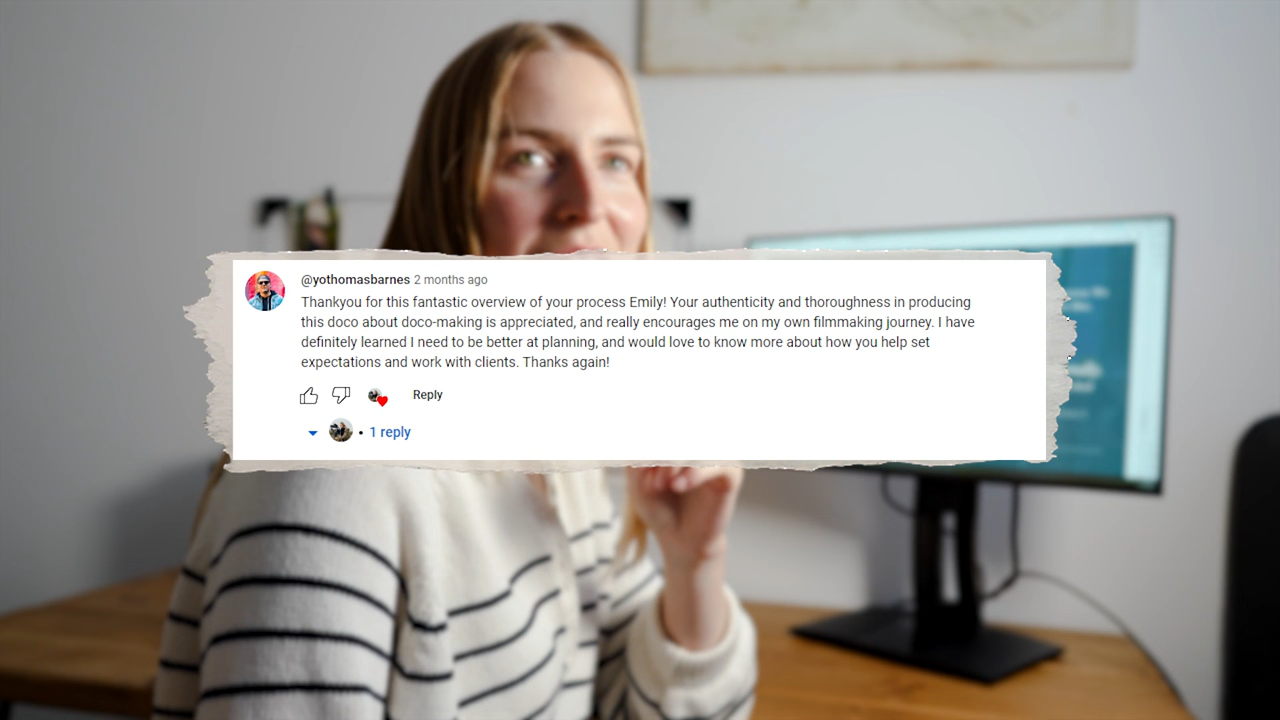 @yothomasbarnes 2 months ago
Thankyou for this fantastic overview of your process Emily! Your authenticity and thoroughness in producing
this doco about doco-making is appreciated, and really encourages me on my own filmmaking journey. I have
definitely learned I need to be better at planning, and would love to know more about how you help set
expectations and work with clients. Thanks again!
Reply
• 1 reply